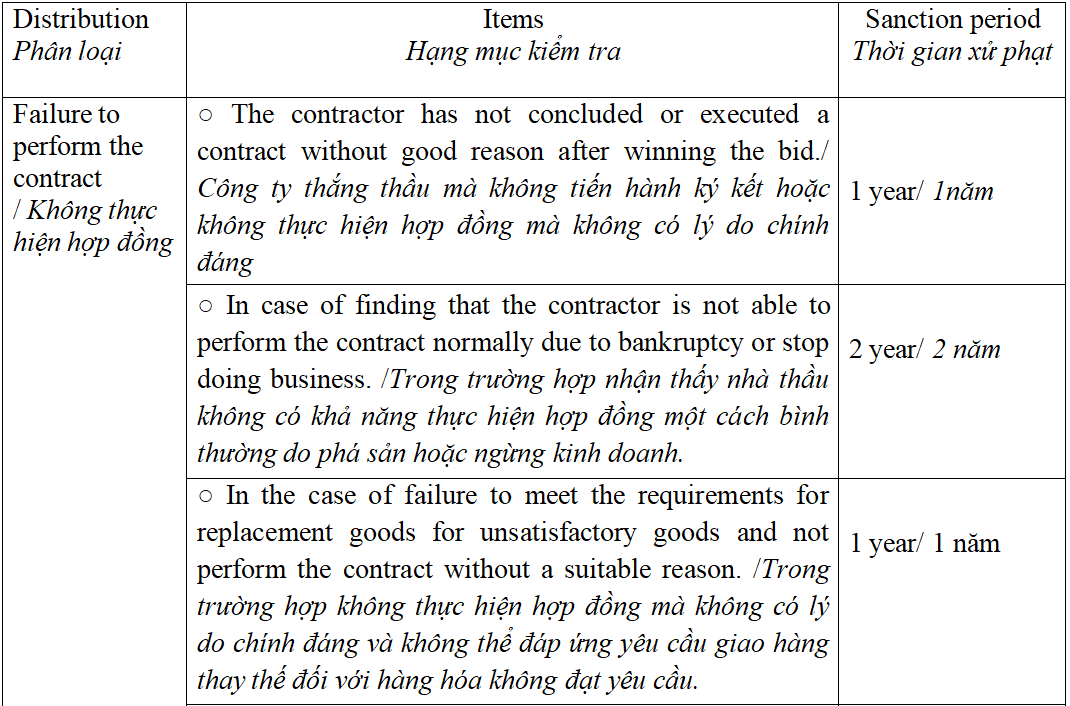 Distribution
Phân loại
Items
Hạng mục kiểm tra
Sanction period
Thời gian xử phạt
Failure to
perform the
contract
/ Không thực
hiện hợp đồng
○ The contractor has not concluded or executed a
contract without good reason after winning the bid./
Công ty thắng thầu mà không tiến hành ký kết hoặc
không thực hiện hợp đồng mà không có lý do chính
đáng
1 year/ 1năm
○ In case of finding that the contractor is not able to
perform the contract normally due to bankruptcy or stop
doing business. /Trong trường hợp nhận thấy nhà thầu
không có khả năng thực hiện hợp đồng một cách bình
thường do phá sản hoặc ngừng kinh doanh.
2 year/ 2 năm
○ In the case of failure to meet the requirements for
replacement goods for unsatisfactory goods and not
perform the contract without a suitable reason. /Trong
trường hợp không thực hiện hợp đồng mà không có lý
do chính đáng và không thể đáp ứng yêu cầu giao hàng
thay thế đối với hàng hóa không đạt yêu cầu.
1 year/ 1 năm